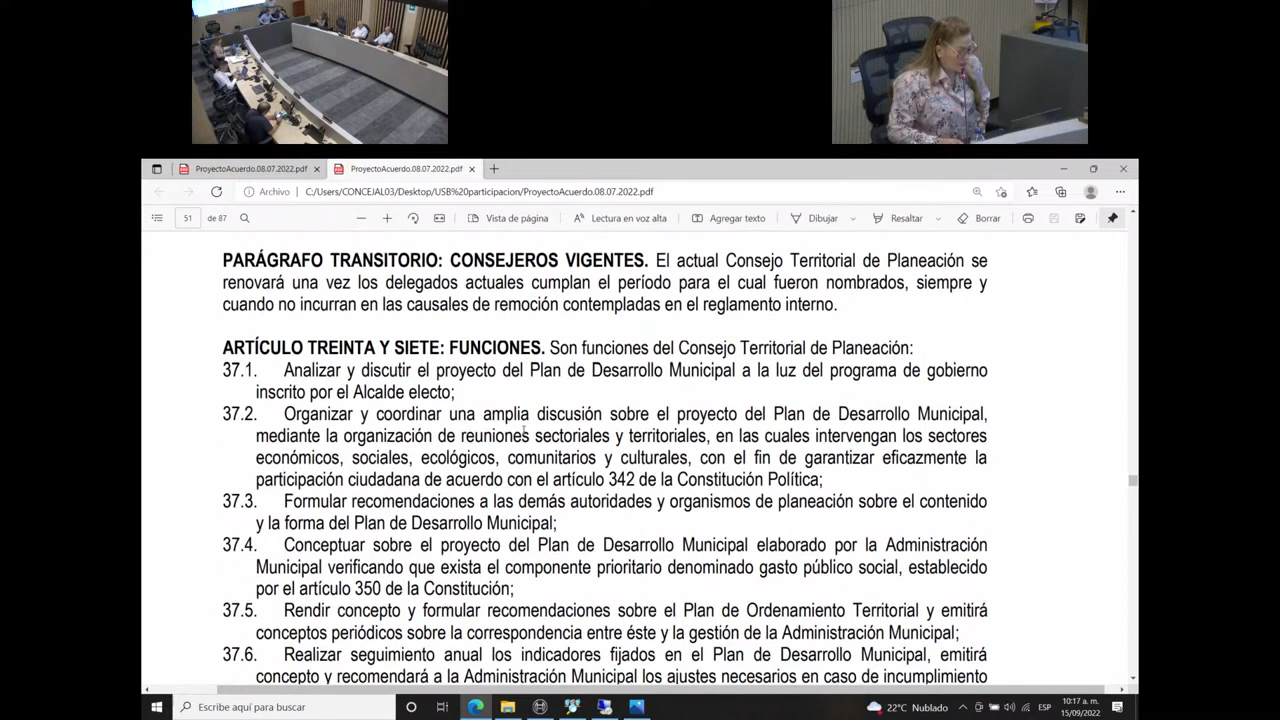 ProyectoAcuerdo.08.07.2022.pdf
ProyectoAcuerdo.08.07.2022.pdf
Archivo
C:/Users/CONCEJAL03/Desktop/USB%20participacion/ProyectoAcuerdo.08.07.2022.pdf
51 de 87
Vista de página
Lectura en voz alta
Agregar texto
Dibujar
Resaltar
Borrar
PARÁGRAFO TRANSITORIO: CONSEJEROS VIGENTES. El actual Consejo Territorial de Planeación se
renovará una vez los delegados actuales cumplan el período para el cual fueron nombrados, siempre y
cuando no incurran en las causales de remoción contempladas en el reglamento interno.
ARTÍCULO TREINTA Y SIETE: FUNCIONES. Son funciones del Consejo Territorial de Planeación:
37.1. Analizar y discutir el proyecto del Plan de Desarrollo Municipal a la luz del programa de gobierno
inscrito por el Alcalde electo;
37.2. Organizar y coordinar una amplia discusión sobre el proyecto del Plan de Desarrollo Municipal,
mediante la organización de reuniones sectoriales y territoriales, en las cuales intervengan los sectores
económicos, sociales, ecológicos, comunitarios y culturales, con el fin de garantizar eficazmente la
participación ciudadana de acuerdo con el artículo 342 de la Constitución Política;
37.3. Formular recomendaciones a las demás autoridades y organismos de planeación sobre el contenido
y la forma del Plan de Desarrollo Municipal;
37.4. Conceptuar sobre el proyecto del Plan de Desarrollo Municipal elaborado por la Administración
Municipal verificando que exista el componente prioritario denominado gasto público social, establecido
por el artículo 350 de la Constitución;
37.5. Rendir concepto y formular recomendaciones sobre el Plan de Ordenamiento Territorial y emitirá
conceptos periódicos sobre la correspondencia entre éste y la gestión de la Administración Municipal;
37.6. Realizar seguimiento anual los indicadores fijados en el Plan de Desarrollo Municipal, emitirá
concepto y recomendará a la Administración Municipal los ajustes necesarios en caso de incumplimiento
Escribe aquí para buscar
22°C Nublado
ESP
10:17 a. m.
15/09/2022